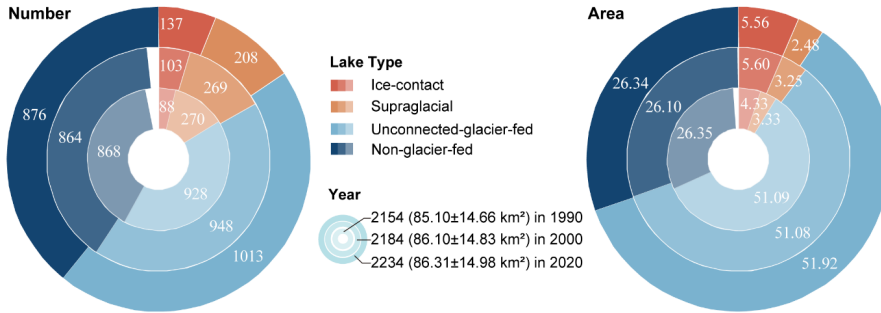 Number
137
208
103
269
88
270
876
864
868
928
948
1013
Lake Type
Ice-contact
Supraglacial
Unconnected-glacier-fed
Non-glacier-fed
Year
2154 (85.10±14.66 km²) in 1990
2184 (86.10±14.83 km²) in 2000
2234 (86.31±14.98 km²) in 2020
Area
5.56
2.48
5.60
3.25
4.33
3.33
26.34
26.10
26.35
51.09
51.08
51.92